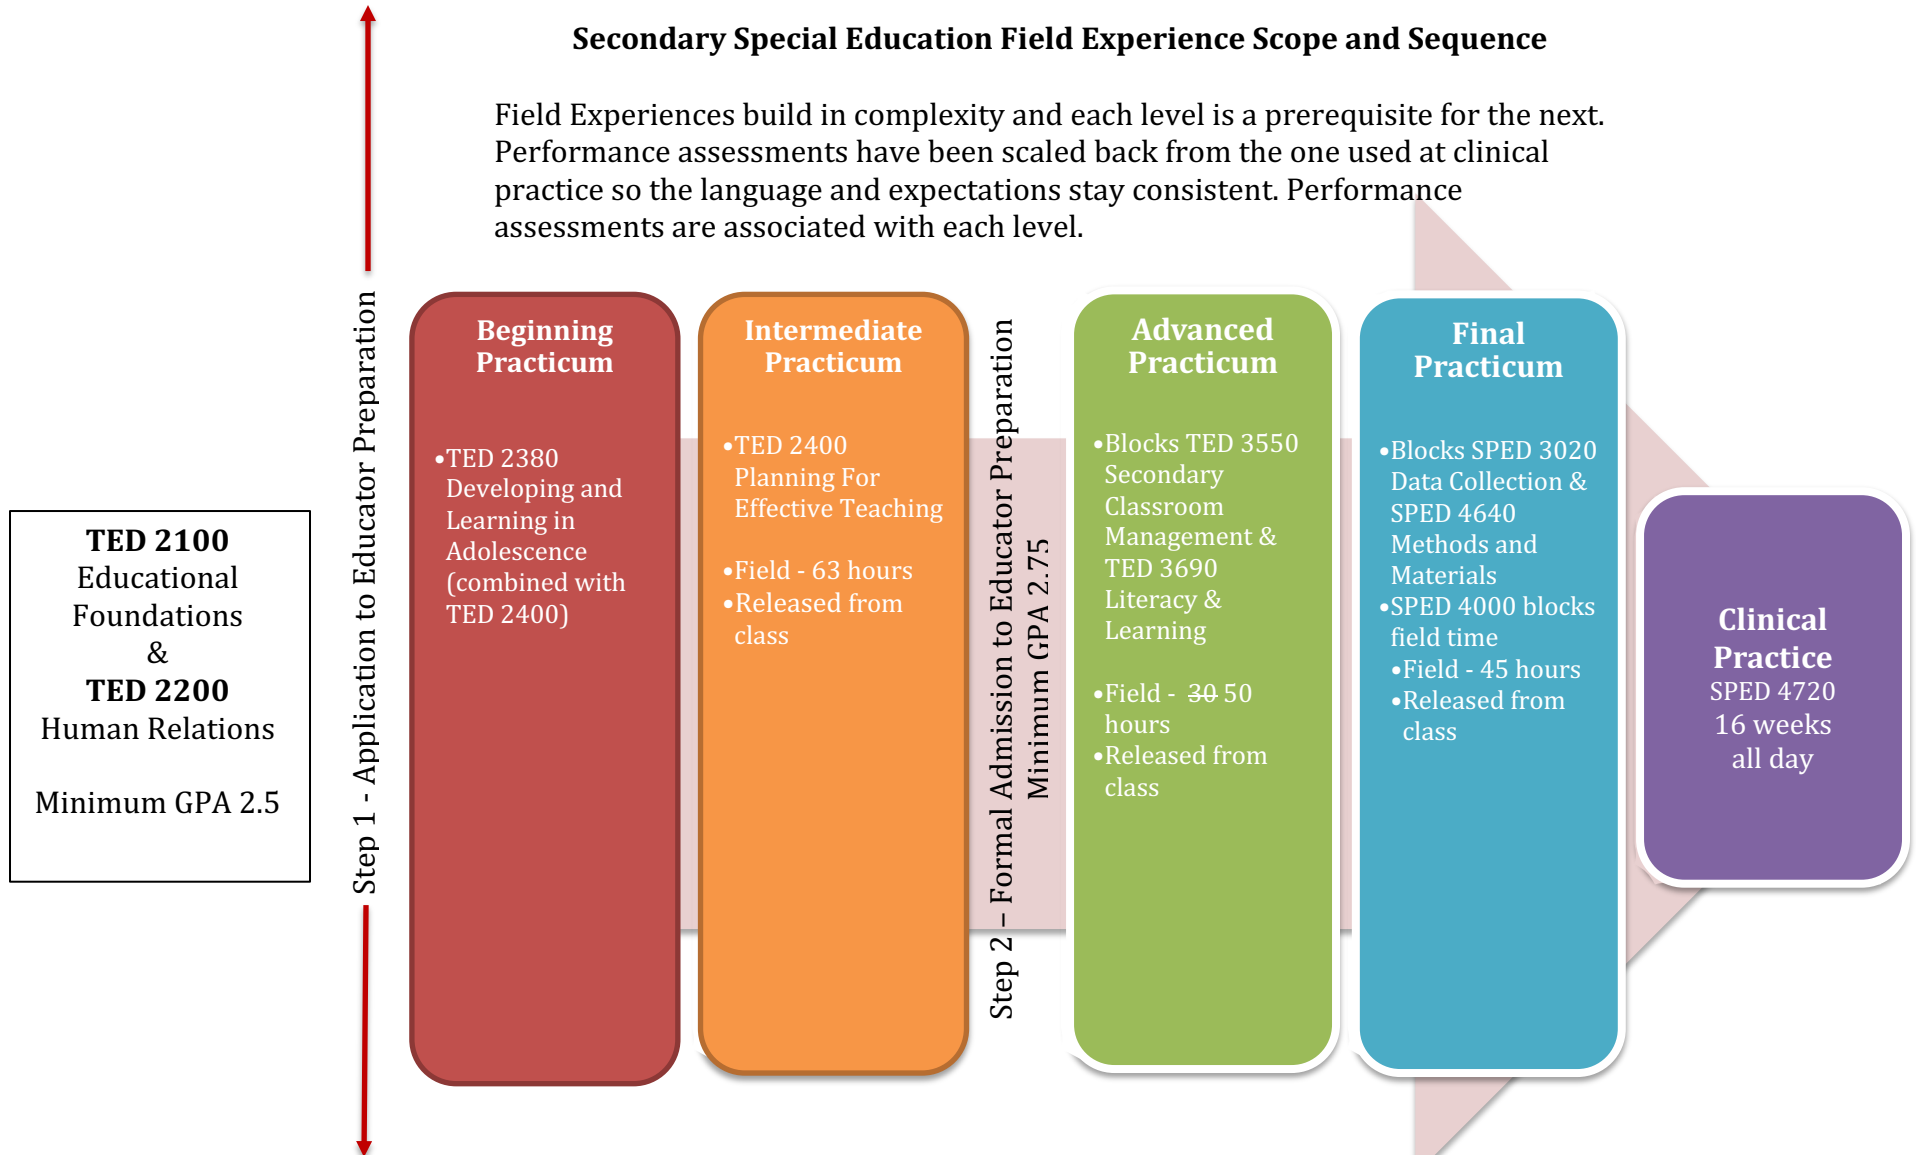 Secondary Special Education Field Experience Scope and Sequence
Field Experiences build in complexity and each level is a prerequisite for the next.
Performance assessments have been scaled back from the one used at clinical
practice so the language and expectations stay consistent. Performance
assessments are associated with each level.
TED 2100
Educational
Foundations
&
TED 2200
Human Relations
Minimum GPA 2.5
Step 1 - Application to Educator Preparation
Beginning
Practicum
•TED 2380
Developing and
Learning in
Adolescence
(combined with
TED 2400)
Intermediate
Practicum
•TED 2400
Planning For
Effective Teaching
•Field - 63 hours
•Released from
class
Step 2 – Formal Admission to Educator Preparation
Minimum GPA 2.75
Advanced
Practicum
•Blocks TED 3550
Secondary
Classroom
Management &
TED 3690
Literacy &
Learning
•Field - 30 50
hours
•Released from
class
Final
Practicum
•Blocks SPED 3020
Data Collection &
SPED 4640
Methods and
Materials
•SPED 4000 blocks
field time
•Field - 45 hours
•Released from
class
Clinical
Practice
SPED 4720
16 weeks
all day